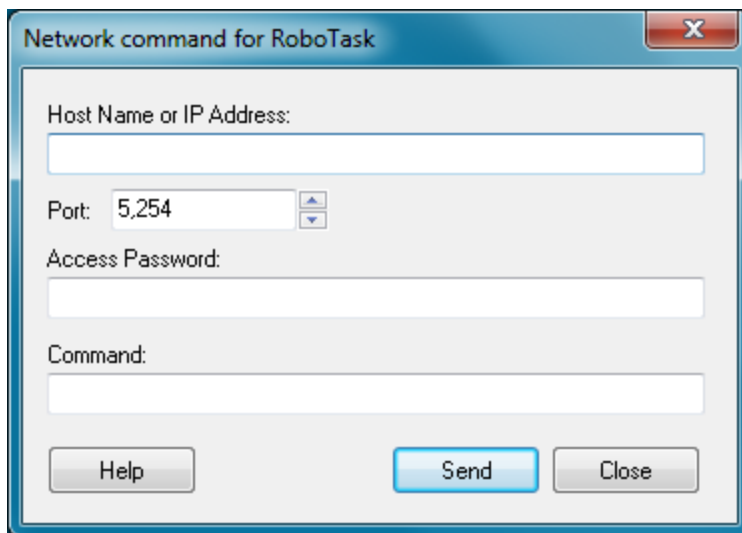 Network command for RoboTask
Host Name or IP Address:
Port: 5,254
Access Password:
Command:
Help Send Close